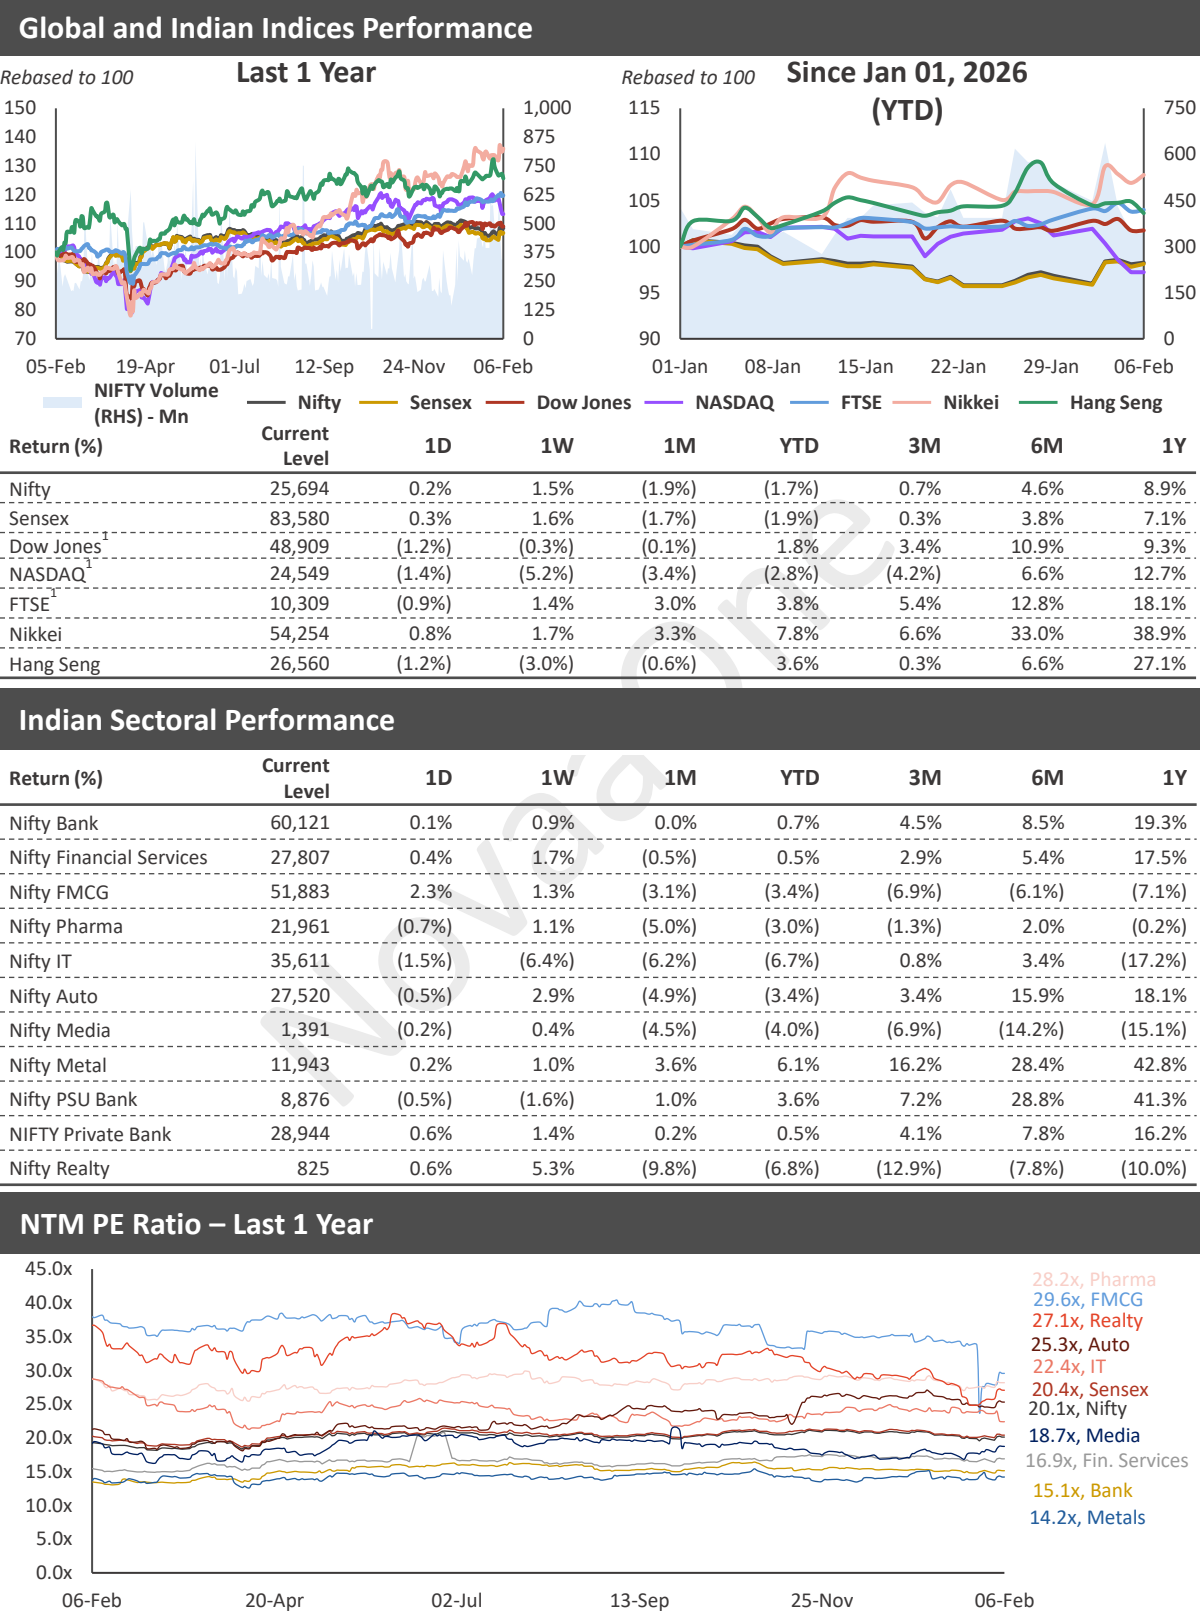 Global and Indian Indices Performance
Rebased to 100
Last 1 Year
150
140
130
120
110
100
90
80
70
1,000
875
750
625
500
375
250
125
0
05-Feb 19-Apr 01-Jul 12-Sep 24-Nov 06-Feb
Rebased to 100
Since Jan 01, 2026
(YTD)
115
110
105
100
95
90
750
600
450
300
150
0
01-Jan 08-Jan 15-Jan 22-Jan 29-Jan 06-Feb
NIFTY Volume
(RHS) - Mn
Nifty Sensex Dow Jones NASDAQ FTSE Nikkei Hang Seng
Return (%) Current Level 1D 1W 1M YTD 3M 6M 1Y
Nifty 25,694 0.2% 1.5% (1.9%) (1.7%) 0.7% 4.6% 8.9%
Sensex 83,580 0.3% 1.6% (1.7%) (1.9%) 0.3% 3.8% 7.1%
Dow Jones1 48,909 (1.2%) (0.3%) (0.1%) 1.8% 3.4% 10.9% 9.3%
NASDAQ1 24,549 (1.4%) (5.2%) (3.4%) (2.8%) (4.2%) 6.6% 12.7%
FTSE1 10,309 (0.9%) 1.4% 3.0% 3.8% 5.4% 12.8% 18.1%
Nikkei 54,254 0.8% 1.7% 3.3% 7.8% 6.6% 33.0% 38.9%
Hang Seng 26,560 (1.2%) (3.0%) (0.6%) 3.6% 0.3% 6.6% 27.1%
Indian Sectoral Performance
Return (%) Current Level 1D 1W 1M YTD 3M 6M 1Y
Nifty Bank 60,121 0.1% 0.9% 0.0% 0.7% 4.5% 8.5% 19.3%
Nifty Financial Services 27,807 0.4% 1.7% (0.5%) 0.5% 2.9% 5.4% 17.5%
Nifty FMCG 51,883 2.3% 1.3% (3.1%) (3.4%) (6.9%) (6.1%) (7.1%)
Nifty Pharma 21,961 (0.7%) 1.1% (5.0%) (3.0%) (1.3%) 2.0% (0.2%)
Nifty IT 35,611 (1.5%) (6.4%) (6.2%) (6.7%) 0.8% 3.4% (17.2%)
Nifty Auto 27,520 (0.5%) 2.9% (4.9%) (3.4%) 3.4% 15.9% 18.1%
Nifty Media 1,391 (0.2%) 0.4% (4.5%) (4.0%) (6.9%) (14.2%) (15.1%)
Nifty Metal 11,943 0.2% 1.0% 3.6% 6.1% 16.2% 28.4% 42.8%
Nifty PSU Bank 8,876 (0.5%) (1.6%) 1.0% 3.6% 7.2% 28.8% 41.3%
NIFTY Private Bank 28,944 0.6% 1.4% 0.2% 0.5% 4.1% 7.8% 16.2%
Nifty Realty 825 0.6% 5.3% (9.8%) (6.8%) (12.9%) (7.8%) (10.0%)
NovaaOne
NTM PE Ratio – Last 1 Year
45.0x
40.0x
35.0x
30.0x
25.0x
20.0x
15.0x
10.0x
5.0x
0.0x
06-Feb 20-Apr 02-Jul 13-Sep 25-Nov 06-Feb
28.2x, Pharma
29.6x, FMCG
27.1x, Realty
25.3x, Auto
22.4x, IT
20.4x, Sensex
20.1x, Nifty
18.7x, Media
16.9x, Fin. Services
15.1x, Bank
14.2x, Metals